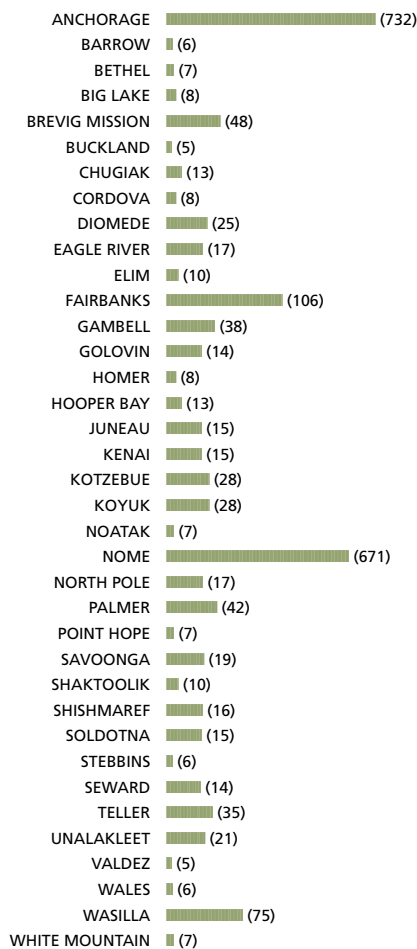 ANCHORAGE (732)
BARROW (6)
BETHEL (7)
BIG LAKE (8)
BREVIG MISSION (48)
BUCKLAND (5)
CHUGIAK (13)
CORDOVA (8)
DIOMEDE (25)
EAGLE RIVER (17)
ELIM (10)
FAIRBANKS (106)
GAMBELL (38)
GOLOVIN (14)
HOMER (8)
HOOPER BAY (13)
JUNEAU (15)
KENAI (15)
KOTZEBUE (28)
KOYUK (28)
NOATAK (7)
NOME (671)
NORTH POLE (17)
PALMER (42)
POINT HOPE (7)
SAVOONGA (19)
SHAKTOOLIK (10)
SHISHMAREF (16)
SOLDOTNA (15)
STEBBINS (6)
SEWARD (14)
TELLER (35)
UNALAKLEET (21)
VALDEZ (5)
WALES (6)
WASILLA (75)
WHITE MOUNTAIN (7)